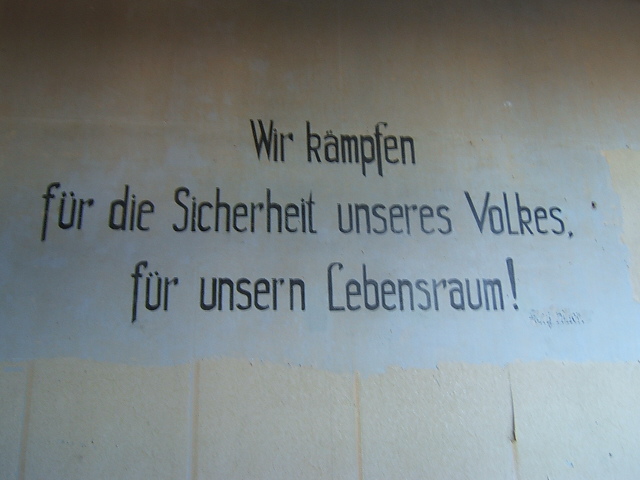 Wir kämpfen
für die Sicherheit unseres Volkes,
für unsern Lebensraum!